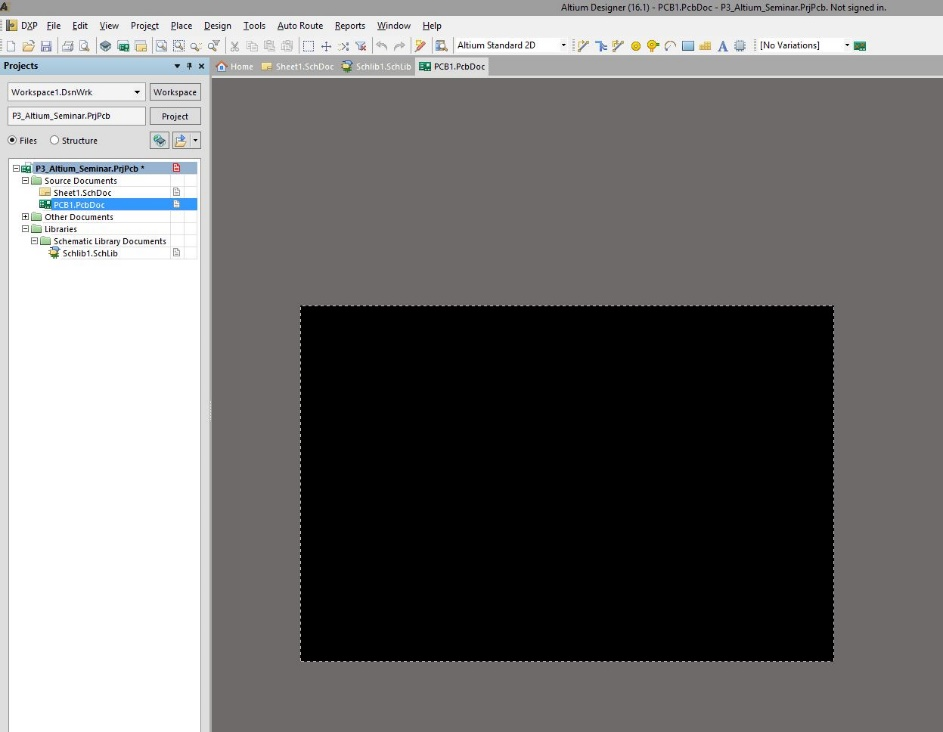 Altium Designer (16.1) - PCB1.PcbDoc - P3_Altium_Seminar.PrjPcb. Not signed in.
DXP File Edit View Project Place Design Tools Auto Route Reports Window Help
Altium Standard 2D [No Variations]
Projects Home Sheet1.SchDoc Schlib1.SchLib PCB1.PcbDoc
Workspace1.DsnWrk Workspace
P3_Altium_Seminar.PrjPcb Project
Files Structure
P3_Altium_Seminar.PrjPcb *
Source Documents
Sheet1.SchDoc
PCB1.PcbDoc
Other Documents
Libraries
Schematic Library Documents
Schlib1.SchLib